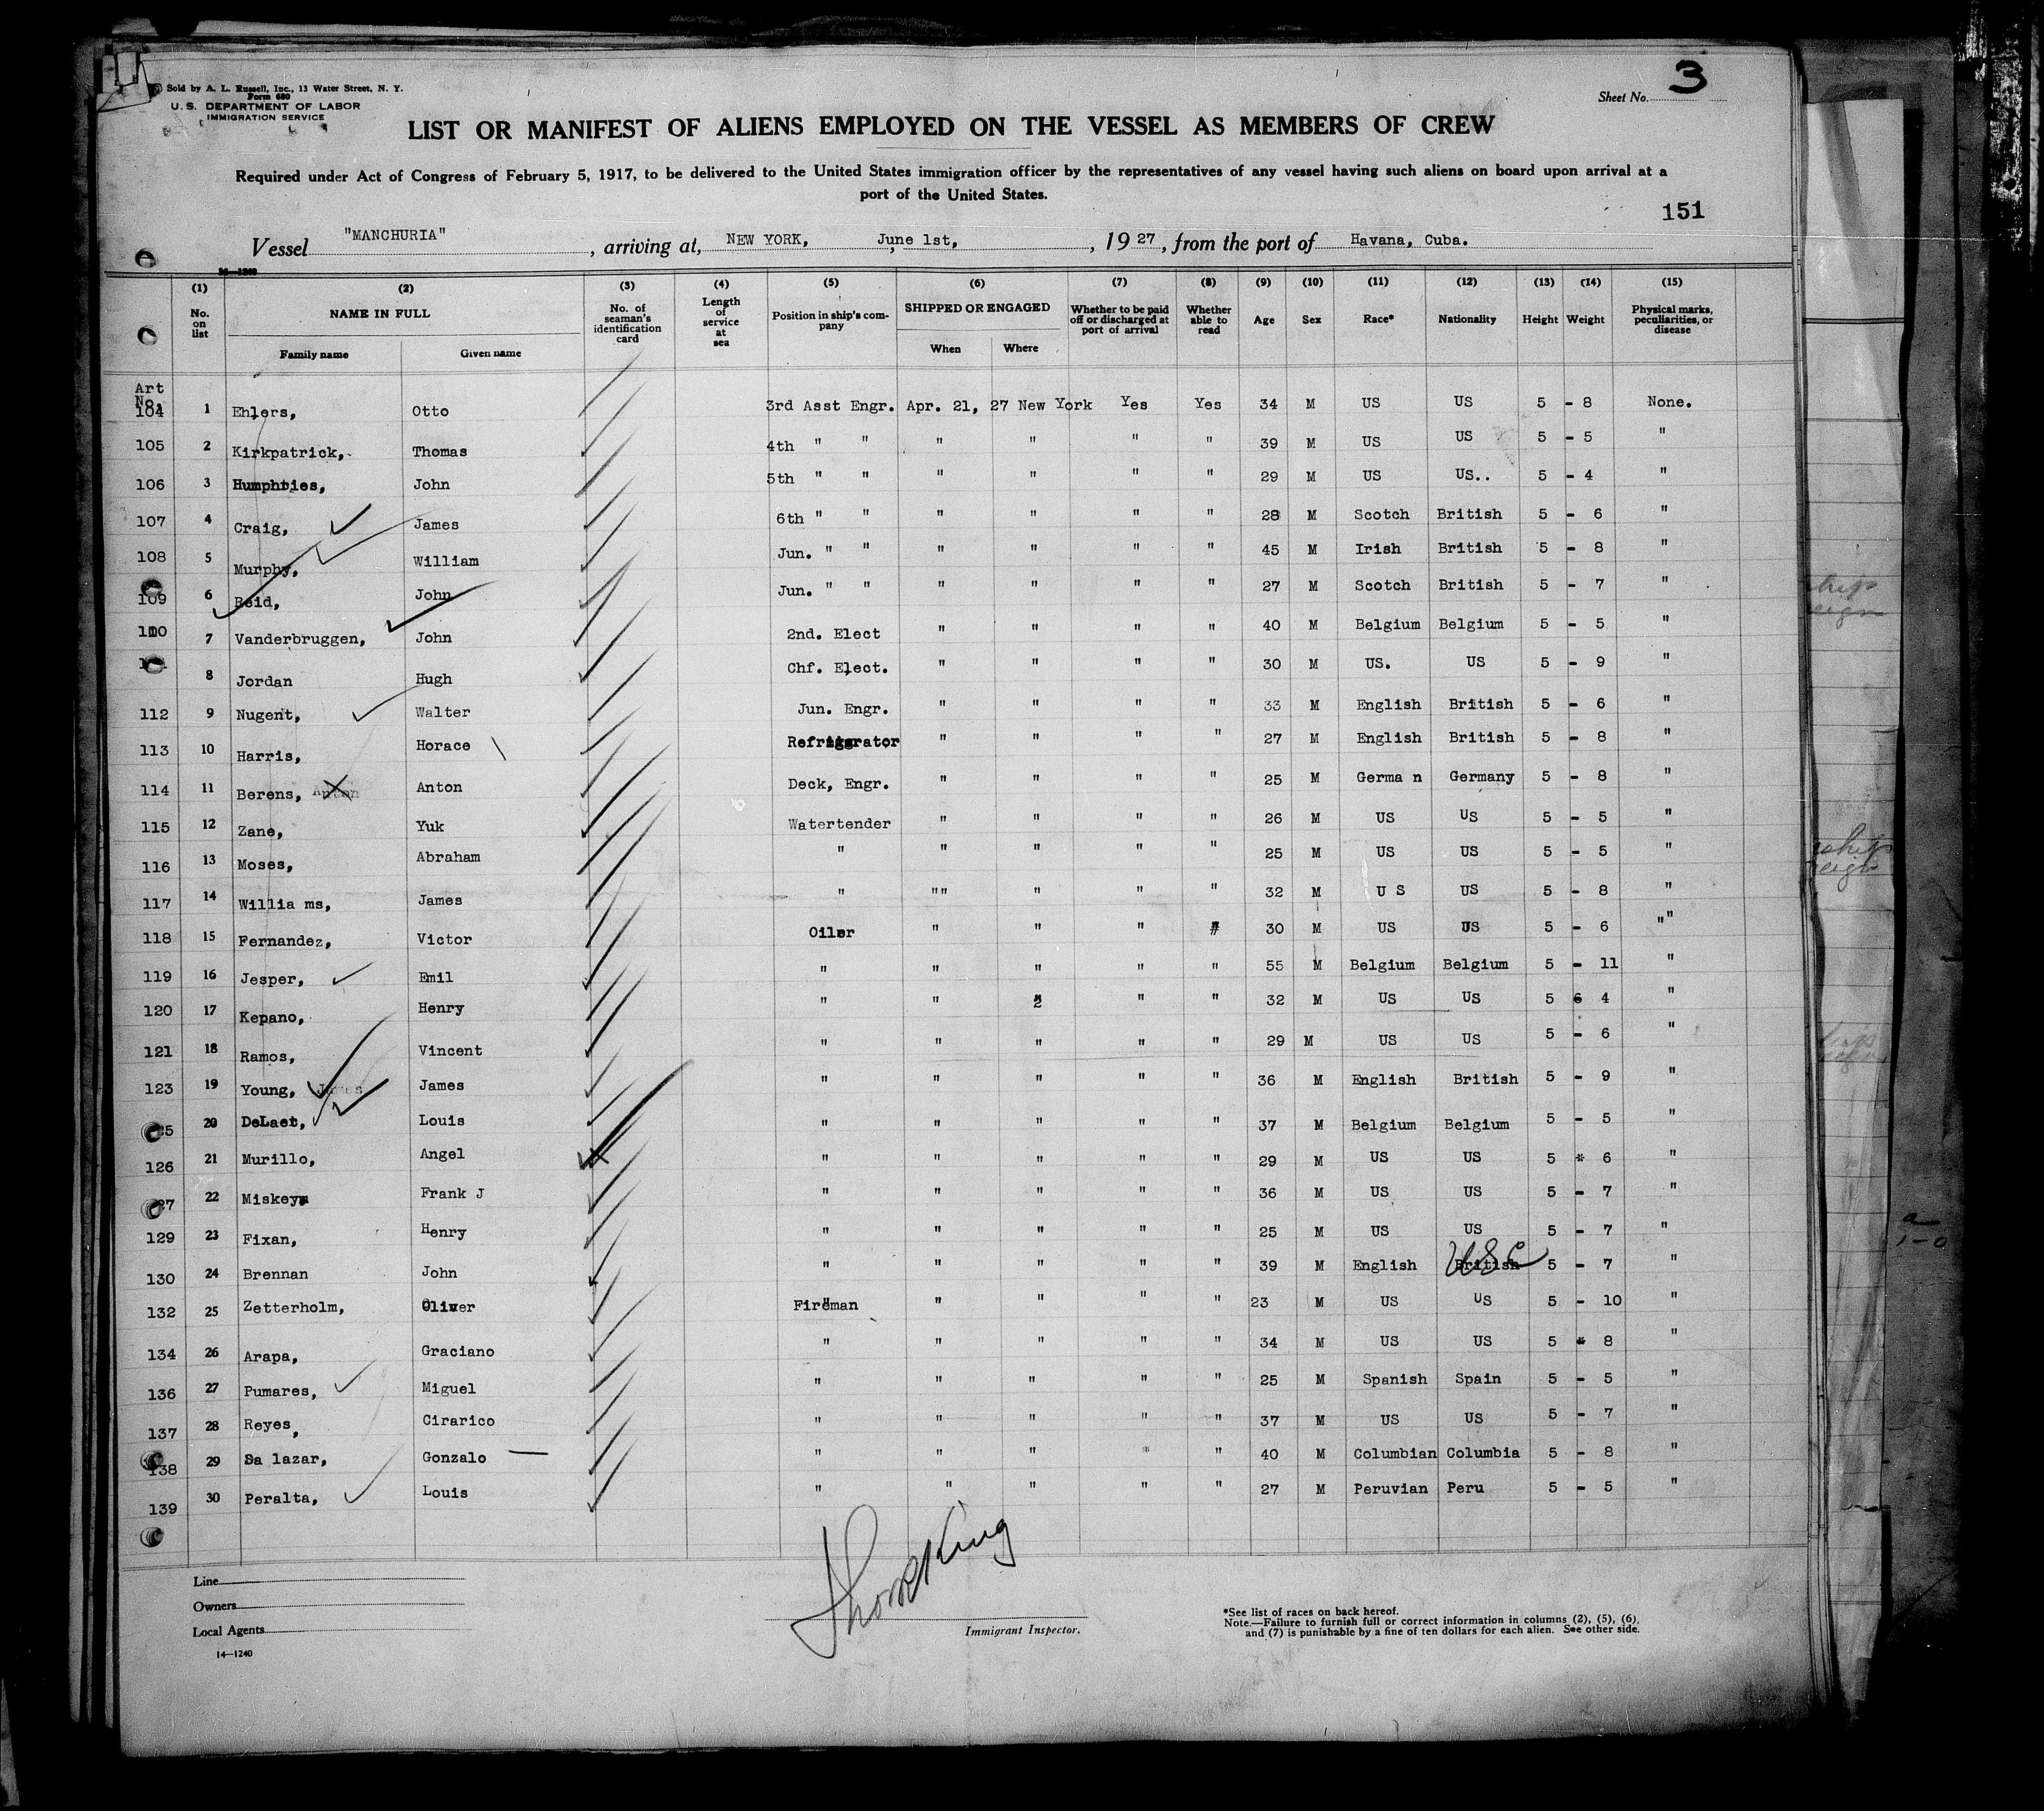 Sold by A. L. Russell, Inc., 13 Water Street, N. Y.
Form 680
U. S. DEPARTMENT OF LABOR
IMMIGRATION SERVICE
Sheet No. 3
LIST OR MANIFEST OF ALIENS EMPLOYED ON THE VESSEL AS MEMBERS OF CREW
Required under Act of Congress of February 5, 1917, to be delivered to the United States immigration officer by the representatives of any vessel having such aliens on board upon arrival at a
port of the United States.
151
Vessel "MANCHURIA", arriving at, NEW YORK, June 1st, , 19 27, from the port of Havana, Cuba.
(1) (2) (3) (4) (5) (6) (7) (8) (9) (10) (11) (12) (13) (14) (15)
No. on list NAME IN FULL Family name Given name No. of seaman's identification card Length of service at sea Position in ship's company SHIPPED OR ENGAGED When Where Whether to be paid off or discharged at port of arrival Whether able to read Age Sex Race* Nationality Height Weight Physical marks, peculiarities, or disease
Art No.
104 1 Ehlers, Otto 3rd Asst Engr. Apr. 21, 27 New York Yes Yes 34 M US US 5 - 8 None.
105 2 Kirkpatrick, Thomas 4th " " " " " " 39 M US US 5 - 5 "
106 3 Humphries, John 5th " " " " " " 29 M US US.. 5 - 4 "
107 4 Craig, James 6th " " " " " " 28 M Scotch British 5 - 6 "
108 5 Murphy, William Jun. " " " " " " 45 M Irish British 5 - 8 "
109 6 Reid, John Jun. " " " " " " 27 M Scotch British 5 - 7 "
110 7 Vanderbruggen, John 2nd. Elect " " " " 40 M Belgium Belgium 5 - 5 "
8 Jordan Hugh Chf. Elect. " " " " 30 M US. US 5 - 9 "
112 9 Nugent, Walter Jun. Engr. " " " " 33 M English British 5 - 6 "
113 10 Harris, Horace Refrigerator " " " " 27 M English British 5 - 8 "
114 11 Berens, Anton Anton Deck, Engr. " " " " 25 M Germa n Germany 5 - 8 "
115 12 Zane, Yuk Watertender " " " " 26 M US US 5 - 5 "
116 13 Moses, Abraham " " " " " 25 M US US 5 - 5 "
117 14 Willia ms, James " "" " " " 32 M U S US 5 - 8 "
118 15 Fernandez, Victor Oiler " " " # 30 M US US 5 - 6 ""
119 16 Jesper, Emil " " " " " 55 M Belgium Belgium 5 - 11 "
120 17 Kepano, Henry " " 2 " " 32 M US US 5 6 4 "
121 18 Ramos, Vincent " " " " " 29 M US US 5 - 6 "
123 19 Young, James James " " " " " 36 M English British 5 - 9 "
5 20 DeLaet, Louis " " " " " 37 M Belgium Belgium 5 - 5 "
126 21 Murillo, Angel " " " " " 29 M US US 5 * 6 "
7 22 Miskeym Frank J " " " " " 36 M US US 5 - 7 "
129 23 Fixan, Henry " " " " " 25 M US US 5 - 7 "
130 24 Brennan John " " " " " 39 M English British USC 5 - 7 "
132 25 Zetterholm, Oliver Fireman " " " " 23 M US US 5 - 10 "
134 26 Arapa, Graciano " " " " " 34 M US US 5 * 8 "
136 27 Pumares, Miguel " " " " " 25 M Spanish Spain 5 - 5 "
137 28 Reyes, Cirarico " " " " " 37 M US US 5 - 7 "
138 29 Sa lazar, Gonzalo " " " * " 40 M Columbian Columbia 5 - 8 "
139 30 Peralta, Louis " " " " " 27 M Peruvian Peru 5 - 5 "
Line
Owners
Local Agents
14—1240
Immigrant Inspector.
*See list of races on back hereof.
Note.—Failure to furnish full or correct information in columns (2), (5), (6),
and (7) is punishable by a fine of ten dollars for each alien. See other side.